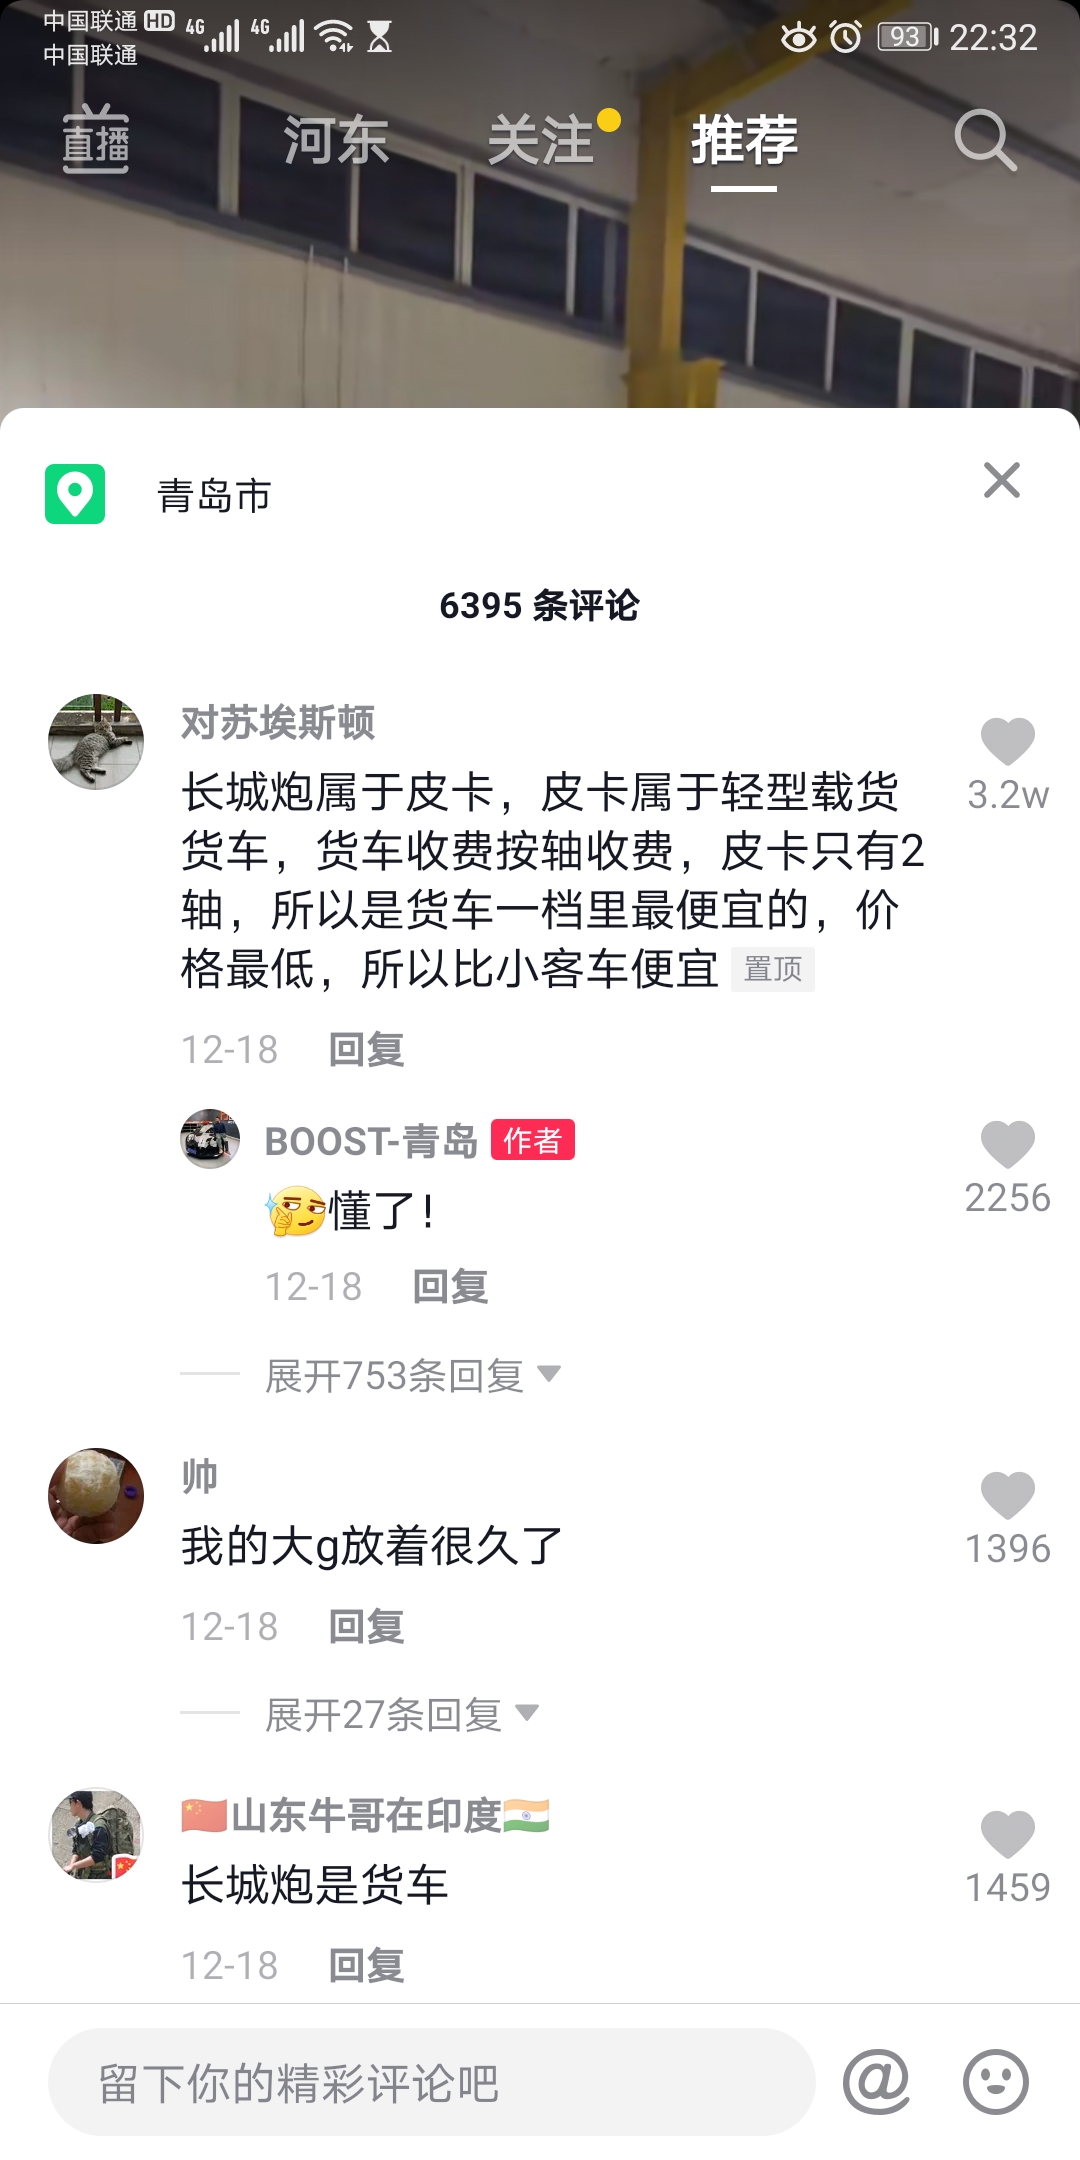 中国联通 HD 4G 4G 93 22:32
中国联通
直播 河东 关注 推荐
青岛市
6395 条评论
对苏埃斯顿
长城炮属于皮卡，皮卡属于轻型载货
货车，货车收费按轴收费，皮卡只有2
轴，所以是货车一档里最便宜的，价
格最低，所以比小客车便宜 置顶
3.2w
12-18 回复
BOOST-青岛 作者
懂了！
2256
12-18 回复
展开753条回复
帅
我的大g放着很久了
1396
12-18 回复
展开27条回复
🇨🇳山东牛哥在印度🇮🇳
长城炮是货车
1459
12-18 回复
留下你的精彩评论吧 @